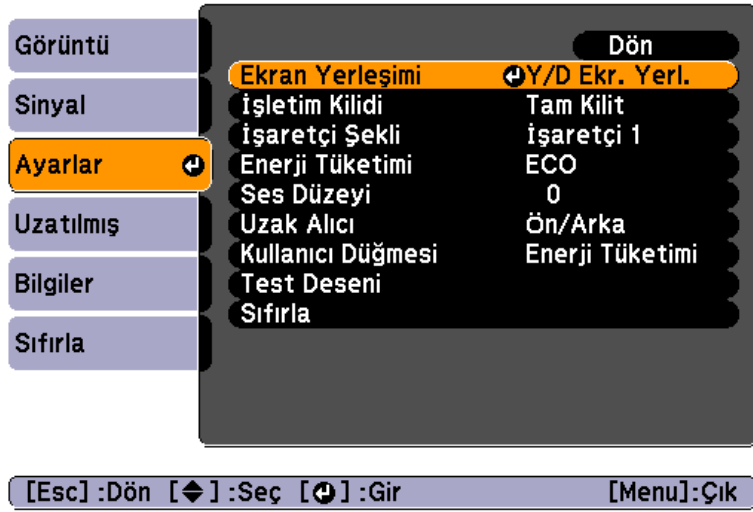 Görüntü
Sinyal
Ayarlar
Uzatılmış
Bilgiler
Sıfırla
Dön
Ekran Yerleşimi Y/D Ekr. Yerl.
İşletim Kilidi Tam Kilit
İşaretçi Şekli İşaretçi 1
Enerji Tüketimi ECO
Ses Düzeyi 0
Uzak Alıcı Ön/Arka
Kullanıcı Düğmesi Enerji Tüketimi
Test Deseni
Sıfırla
[Esc] :Dön [◆] :Seç [↵] :Gir [Menu]:Çık